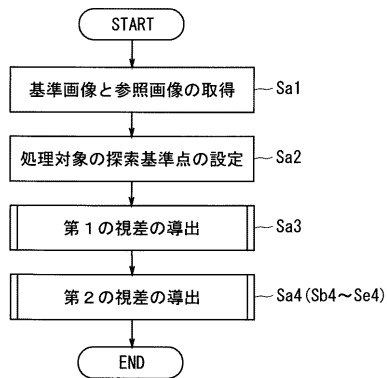 START
基準画像と参照画像の取得
Sa1
処理対象の探索基準点の設定
Sa2
第１の視差の導出
Sa3
第２の視差の導出
Sa4(Sb4～Se4)
END